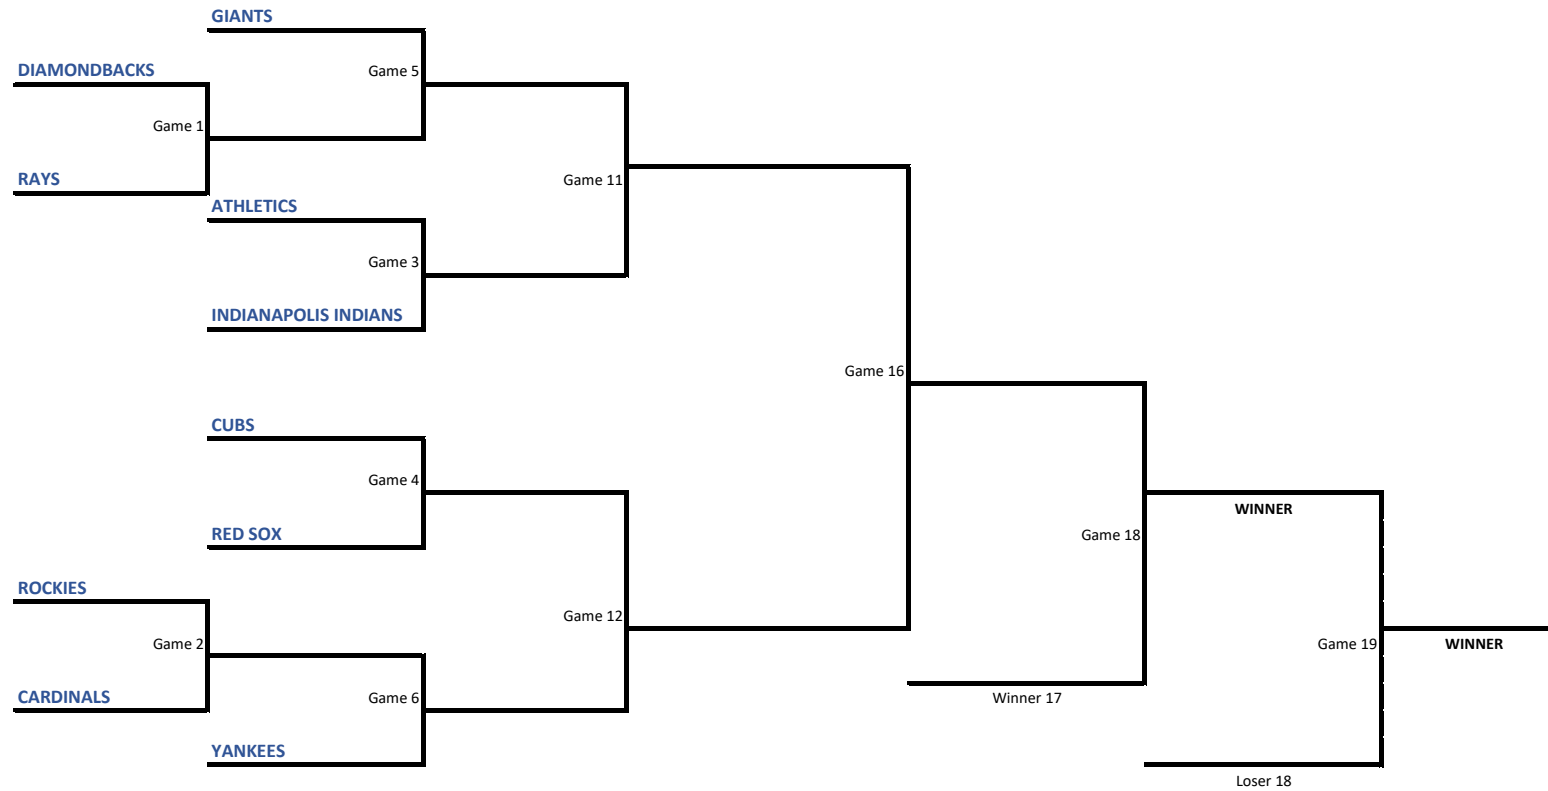 GIANTS
DIAMONDBACKS
Game 5
Game 1
RAYS
Game 11
ATHLETICS
Game 3
INDIANAPOLIS INDIANS
Game 16
CUBS
Game 4
WINNER
RED SOX
Game 18
ROCKIES
Game 12
Game 2
Game 19
WINNER
CARDINALS
Game 6
Winner 17
YANKEES
Loser 18